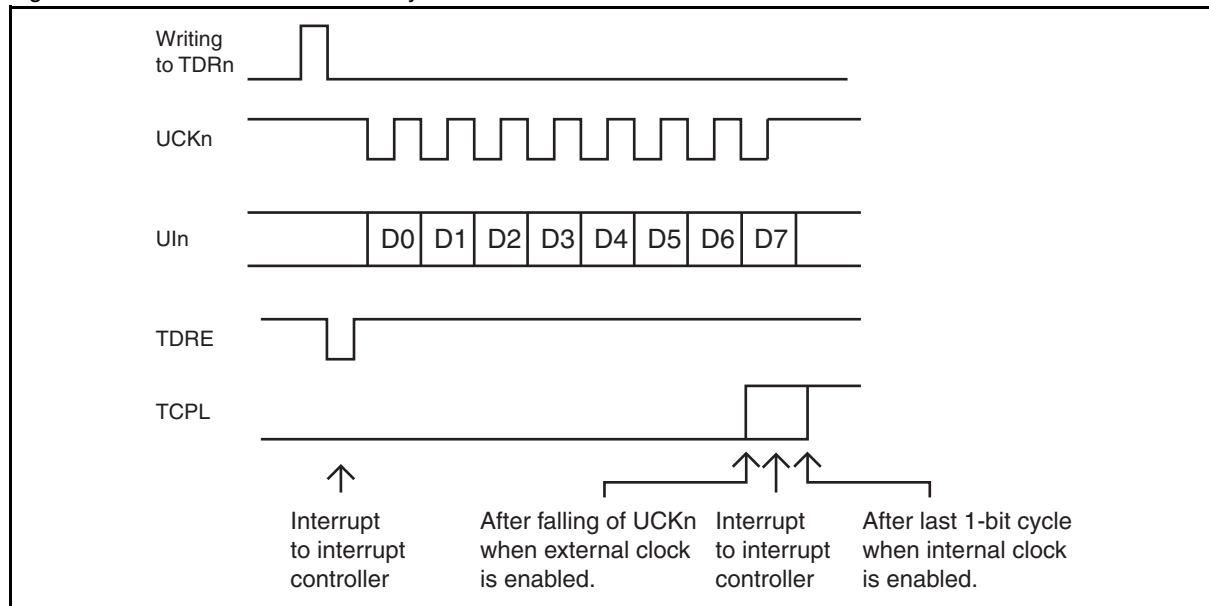 Writing
to TDRn
UCKn
UIn
D0 D1 D2 D3 D4 D5 D6 D7
TDRE
TCPL
Interrupt
to interrupt
controller
After falling of UCKn
when external clock
is enabled.
Interrupt
to interrupt
controller
After last 1-bit cycle
when internal clock
is enabled.